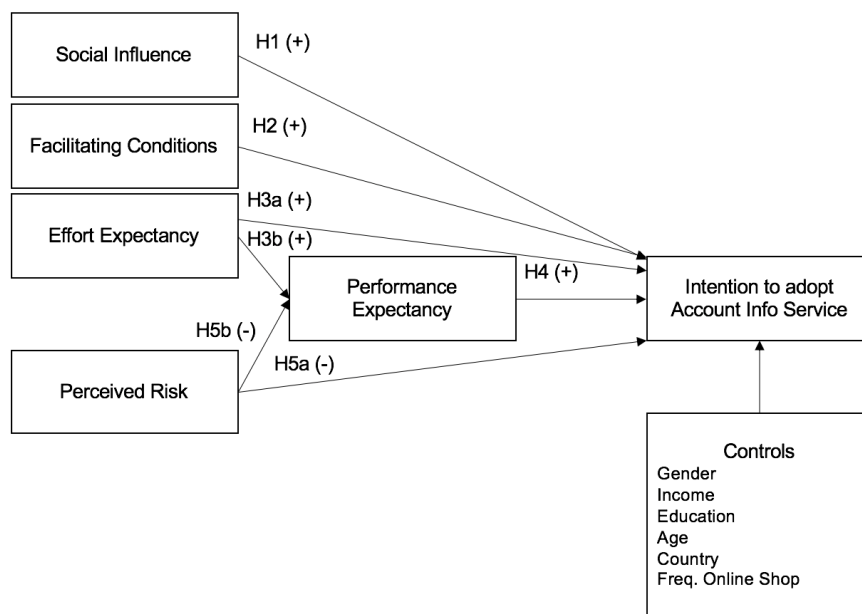 Social Influence
H1 (+)
Facilitating Conditions
H2 (+)
Effort Expectancy
H3a (+)
H3b (+)
Performance
Expectancy
H4 (+)
Intention to adopt
Account Info Service
H5b (-)
H5a (-)
Perceived Risk
Controls
Gender
Income
Education
Age
Country
Freq. Online Shop